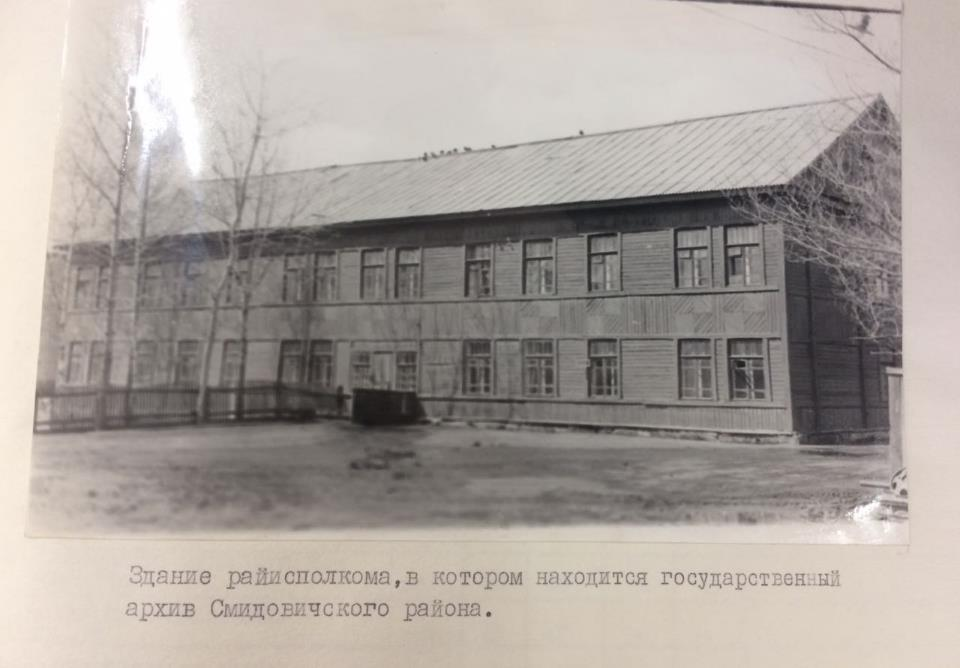 Здание райисполкома,в котором находится государственный
архив Смидовичского района.